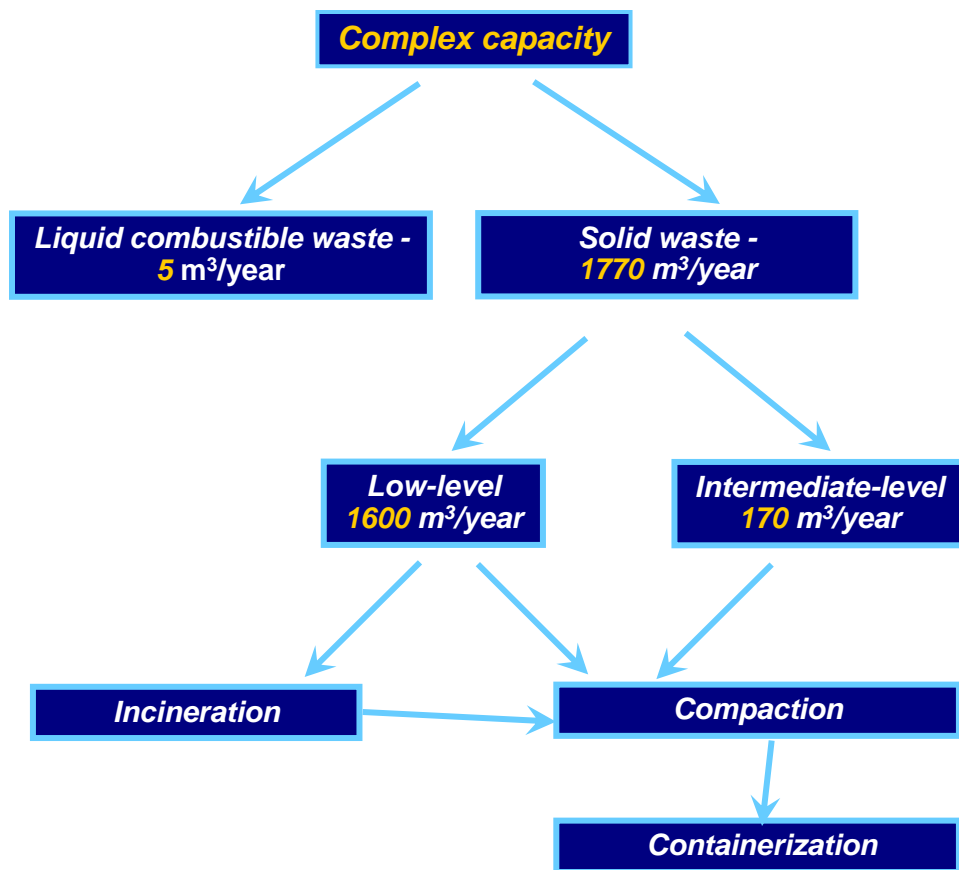 Complex capacity
Liquid combustible waste -
5 m³/year
Solid waste -
1770 m³/year
Low-level
1600 m³/year
Intermediate-level
170 m³/year
Incineration
Compaction
Containerization